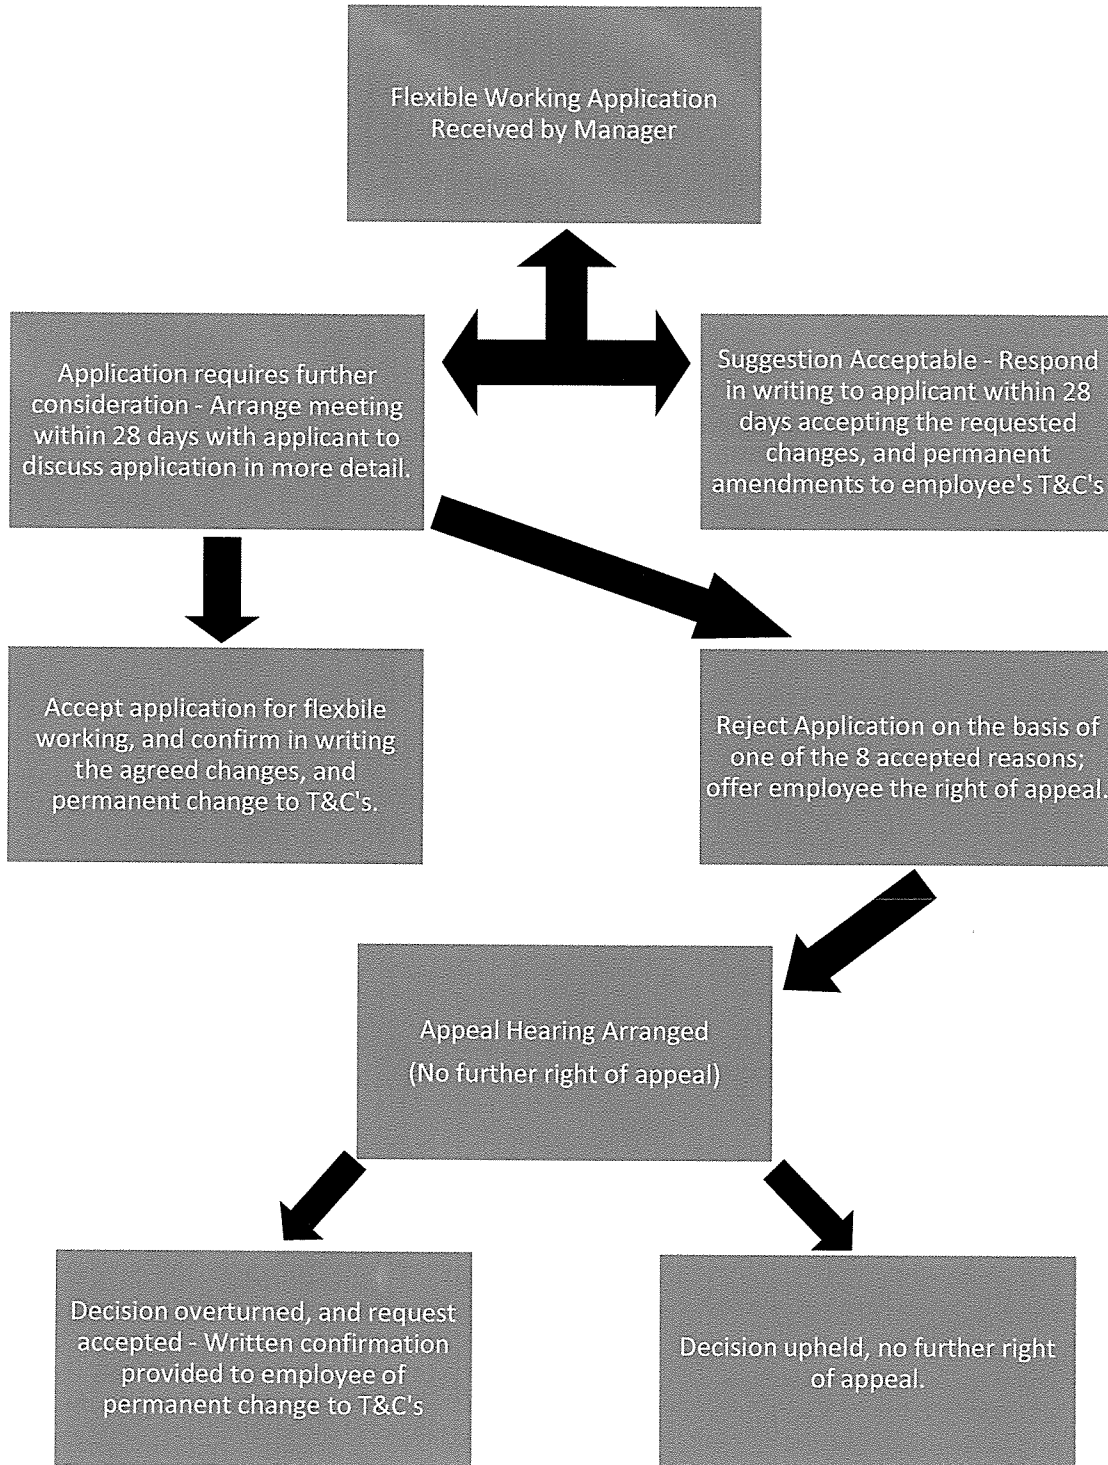 Flexible Working Application
Received by Manager
Application requires further
consideration - Arrange meeting
within 28 days with applicant to
discuss application in more detail.
Suggestion Acceptable - Respond
in writing to applicant within 28
days accepting the requested
changes, and permanent
amendments to employee's T&C's
Accept application for flexbile
working, and confirm in writing
the agreed changes, and
permanent change to T&C's.
Reject Application on the basis of
one of the 8 accepted reasons;
offer employee the right of appeal.
Appeal Hearing Arranged
(No further right of appeal)
Decision overturned, and request
accepted - Written confirmation
provided to employee of
permanent change to T&C's
Decision upheld, no further right
of appeal.